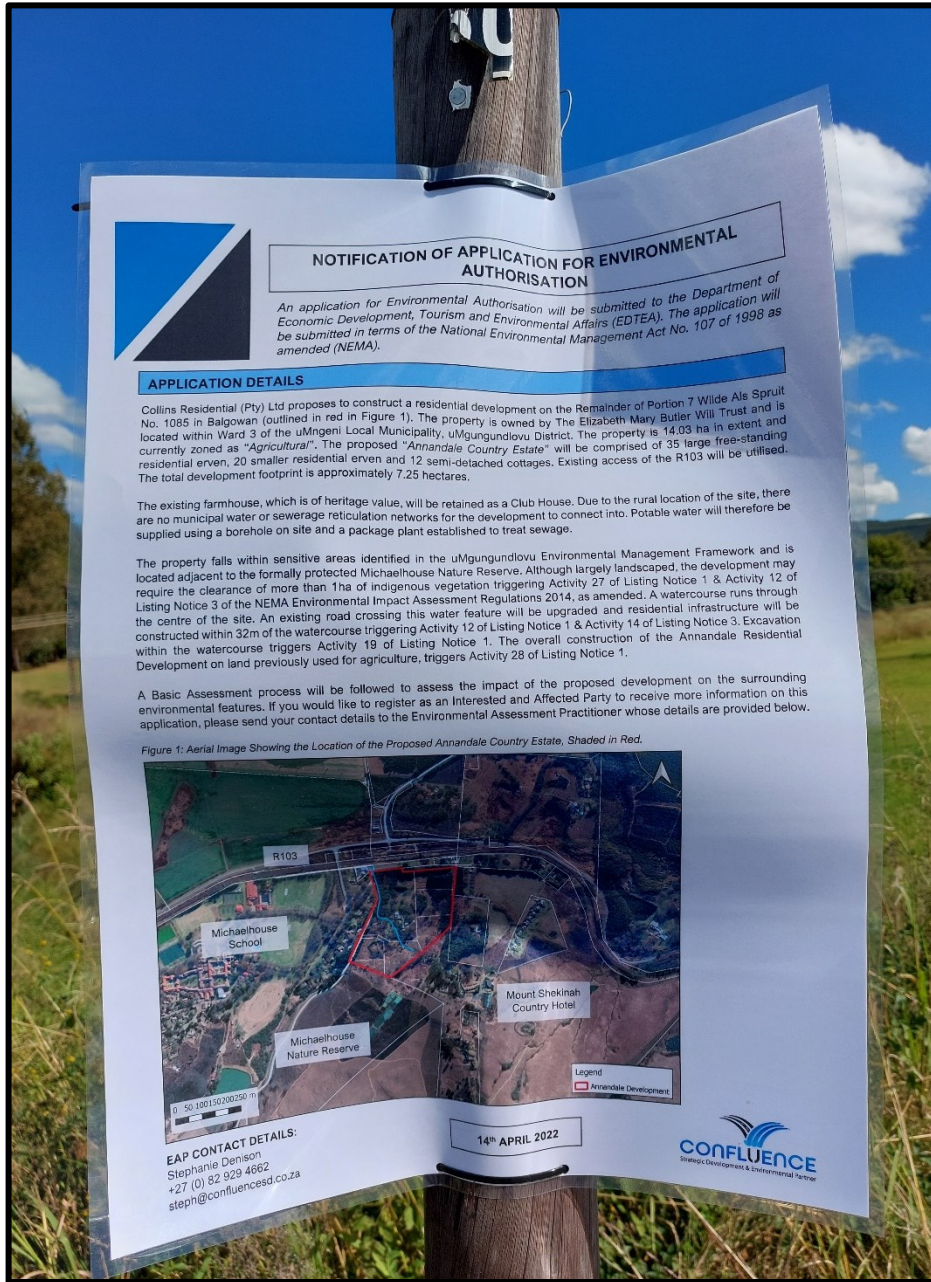 NOTIFICATION OF APPLICATION FOR ENVIRONMENTAL
AUTHORISATION
An application for Environmental Authorisation will be submitted to the Department of
Economic Development, Tourism and Environmental Affairs (EDTEA). The application will
be submitted in terms of the National Environmental Management Act No. 107 of 1998 as
amended (NEMA).
APPLICATION DETAILS
Collins Residential (Pty) Ltd proposes to construct a residential development on the Remainder of Portion 7 Wilde Als Spruit
No. 1085 in Balgowan (outlined in red in Figure 1). The property is owned by The Elizabeth Mary Butler Will Trust and is
located within Ward 3 of the uMngeni Local Municipality, uMgungundlovu District. The property is 14.03 ha in extent and
currently zoned as "Agricultural". The proposed "Annandale Country Estate" will be comprised of 35 large free-standing
residential erven, 20 smaller residential erven and 12 semi-detached cottages. Existing access of the R103 will be utilised.
The total development footprint is approximately 7.25 hectares.
The existing farmhouse, which is of heritage value, will be retained as a Club House. Due to the rural location of the site, there
are no municipal water or sewerage reticulation networks for the development to connect into. Potable water will therefore be
supplied using a borehole on site and a package plant established to treat sewage.
The property falls within sensitive areas identified in the uMgungundlovu Environmental Management Framework and is
located adjacent to the formally protected Michaelhouse Nature Reserve. Although largely landscaped, the development may
require the clearance of more than 1ha of indigenous vegetation triggering Activity 27 of Listing Notice 1 & Activity 12 of
Listing Notice 3 of the NEMA Environmental Impact Assessment Regulations 2014, as amended. A watercourse runs through
the centre of the site. An existing road crossing this water feature will be upgraded and residential infrastructure will be
constructed within 32m of the watercourse triggering Activity 12 of Listing Notice 1 & Activity 14 of Listing Notice 3. Excavation
within the watercourse triggers Activity 19 of Listing Notice 1. The overall construction of the Annandale Residential
Development on land previously used for agriculture, triggers Activity 28 of Listing Notice 1.
A Basic Assessment process will be followed to assess the impact of the proposed development on the surrounding
environmental features. If you would like to register as an Interested and Affected Party to receive more information on this
application, please send your contact details to the Environmental Assessment Practitioner whose details are provided below.
Figure 1: Aerial Image Showing the Location of the Proposed Annandale Country Estate, Shaded in Red.
R103
Michaelhouse
School
Mount Shekinah
Country Hotel
Michaelhouse
Nature Reserve
Legend
Annandale Development
0 50 100150200250 m
EAP CONTACT DETAILS:
Stephanie Denison
+27 (0) 82 929 4662
steph@confluencesd.co.za
14th APRIL 2022
CONFLUENCE
Strategic Development & Environmental Partner